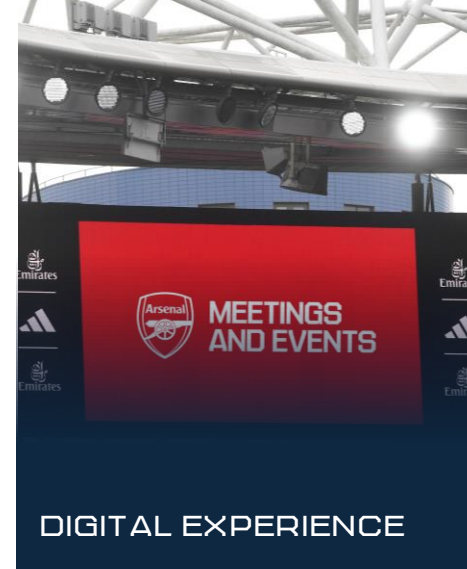 Emirates
Emirates
Arsenal
MEETINGS
AND EVENTS
Emirates
DIGITAL EXPERIENCE